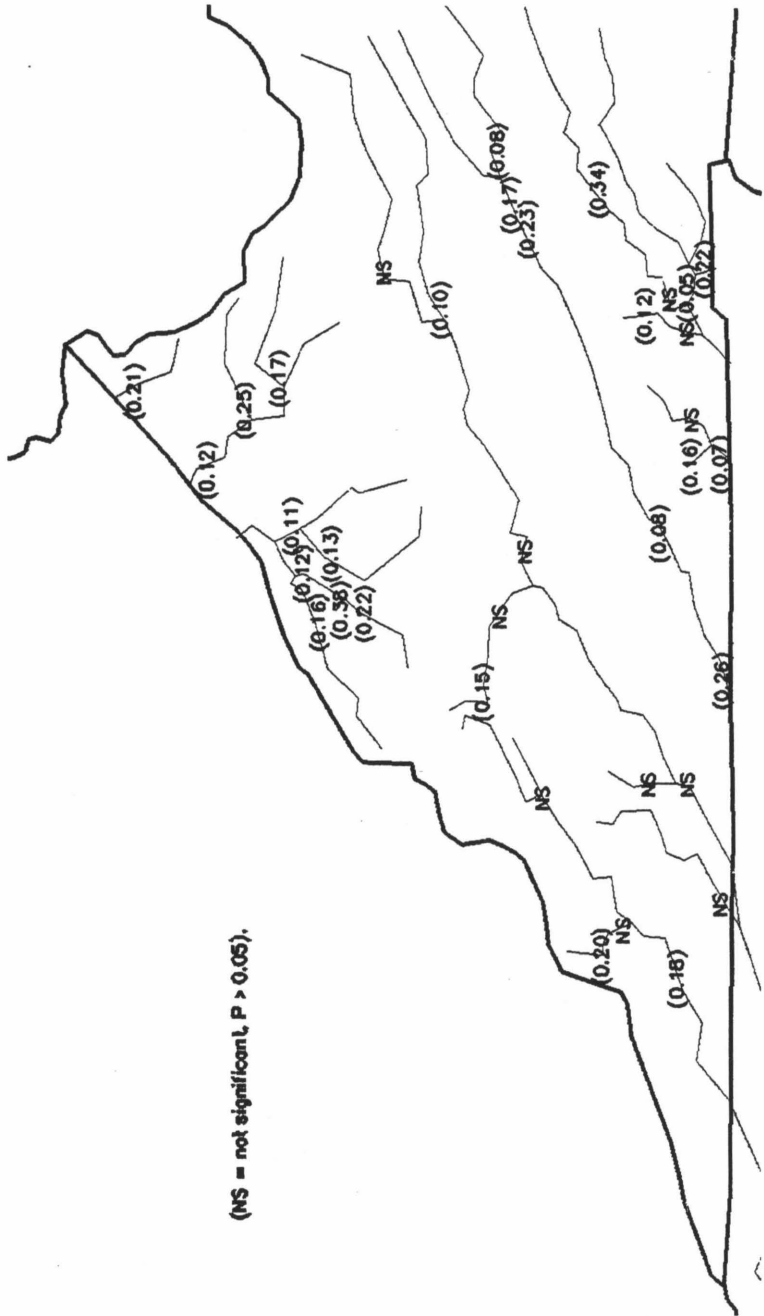 (0.21)
(0.12)
(NS = not significant, P > 0.05).
(0.25)
(0.17)
(0.11)
(0.12)
(0.16)
(0.13)
(0.38)
(0.22)
NS
(0.10)
(0.15)
(0.08)
NS
(0.17)
(0.23)
NS
NS
(0.34)
(0.20)
NS
(0.12)
NS
(0.08)
NS
(0.18)
NS
NS (0.05)
(0.16)
NS
(0.22)
NS
(0.26)
(0.07)